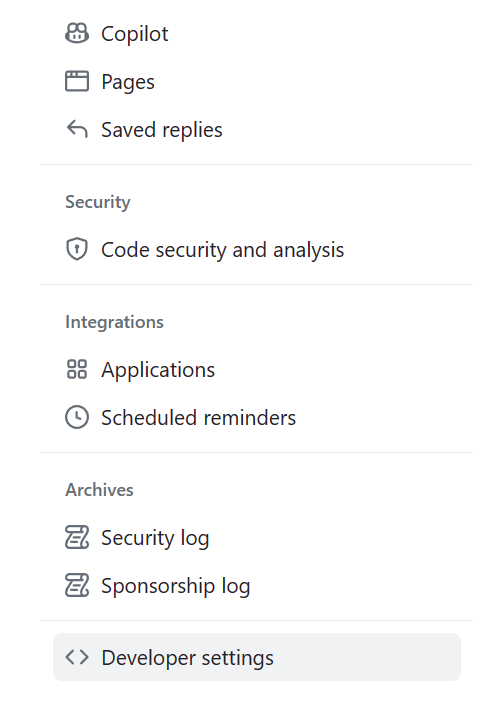 Copilot
Pages
Saved replies
Security
Code security and analysis
Integrations
Applications
Scheduled reminders
Archives
Security log
Sponsorship log
Developer settings